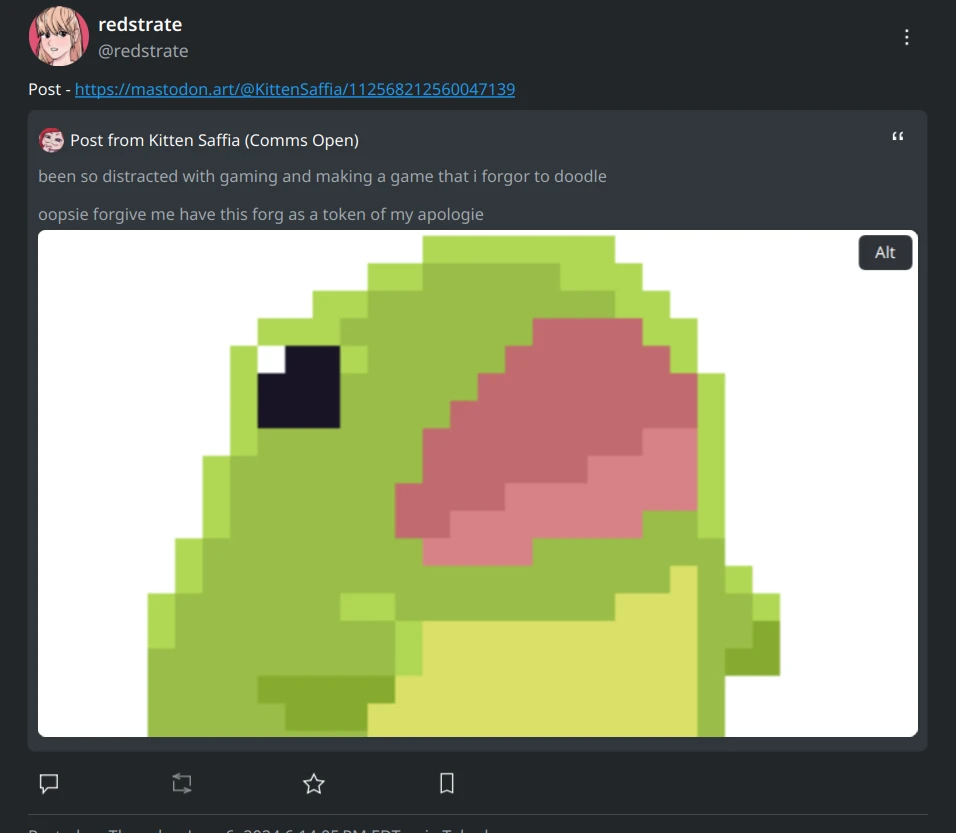 redstrate
@redstrate
Post - https://mastodon.art/@KittenSaffia/112568212560047139
Post from Kitten Saffia (Comms Open)
been so distracted with gaming and making a game that i forgor to doodle
oopsie forgive me have this forg as a token of my apologie
Alt